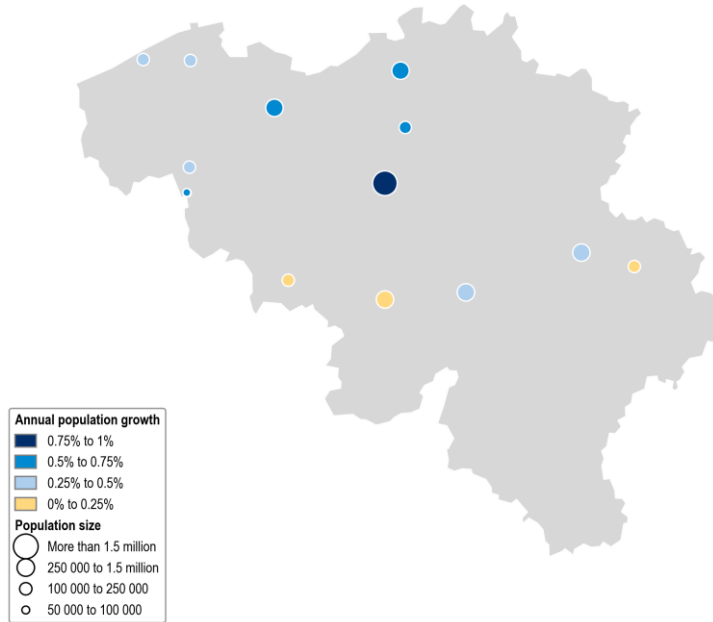 Annual population growth
0.75% to 1%
0.5% to 0.75%
0.25% to 0.5%
0% to 0.25%
Population size
More than 1.5 million
250 000 to 1.5 million
100 000 to 250 000
50 000 to 100 000